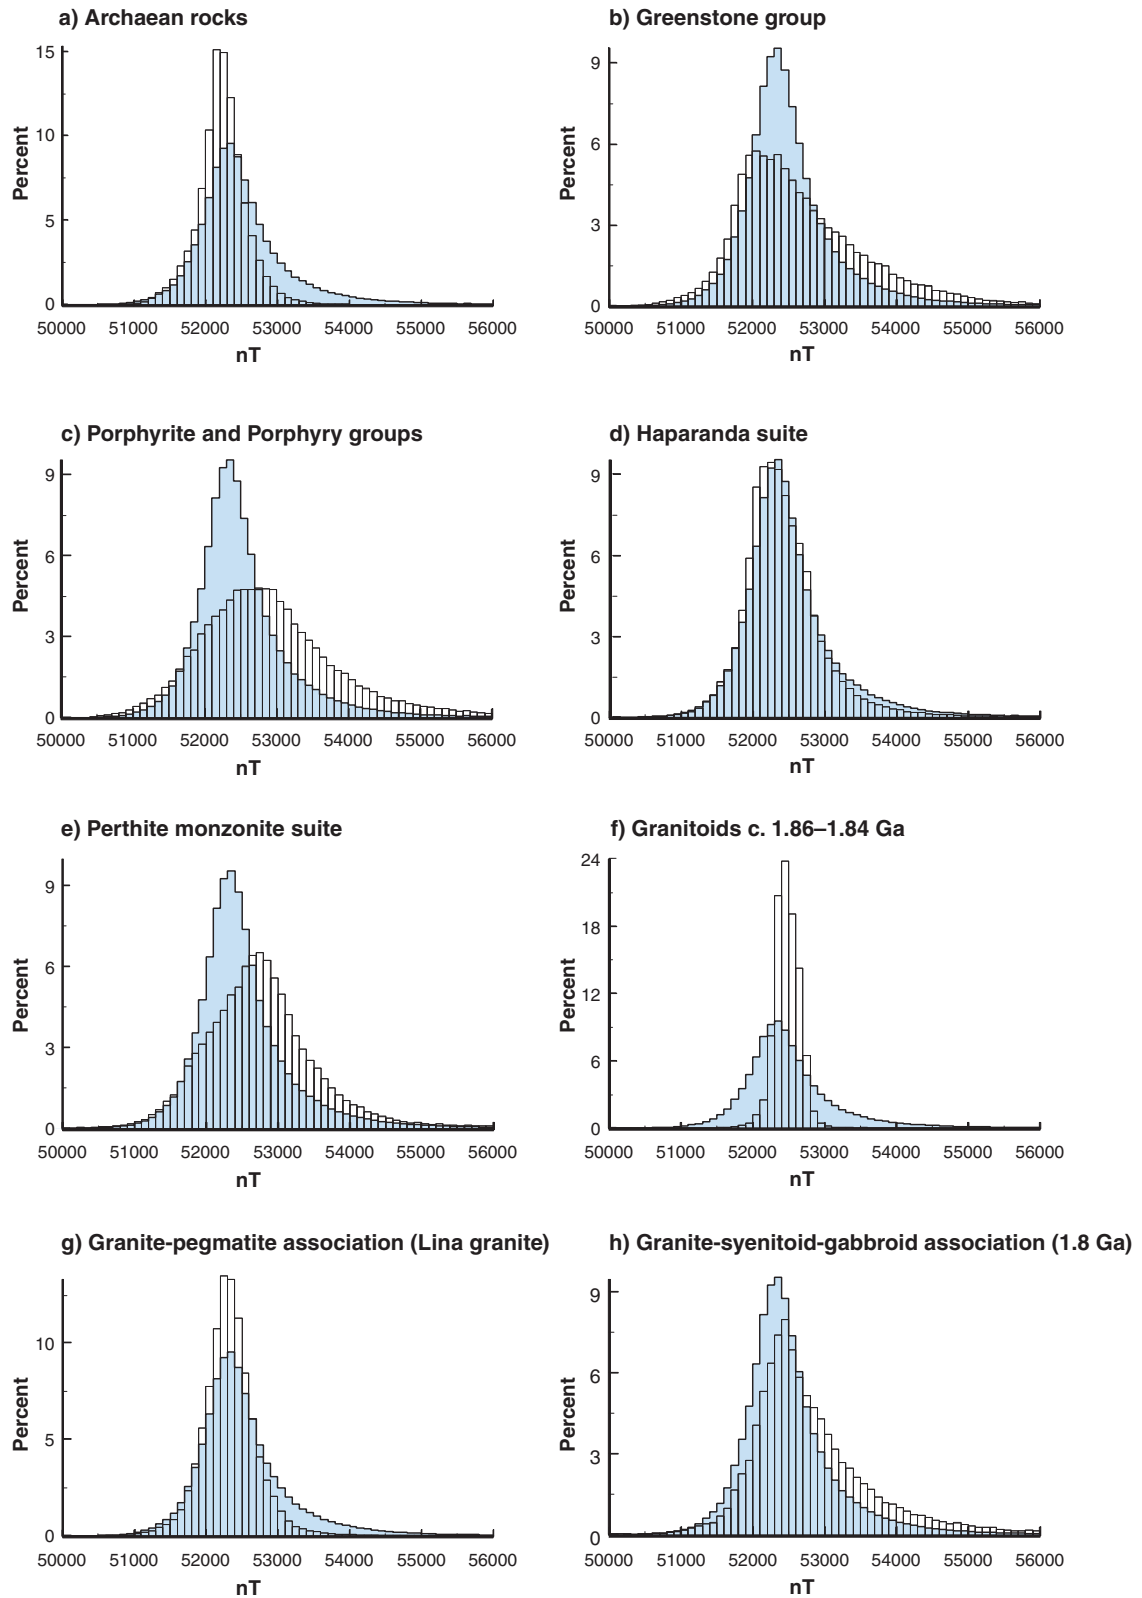 a) Archaean rocks
15
10
5
0
Percent
50000 51000 52000 53000 54000 55000 56000
nT
b) Greenstone group
9
6
3
0
Percent
50000 51000 52000 53000 54000 55000 56000
nT
c) Porphyrite and Porphyry groups
9
6
3
0
Percent
50000 51000 52000 53000 54000 55000 56000
nT
d) Haparanda suite
9
6
3
0
Percent
50000 51000 52000 53000 54000 55000 56000
nT
e) Perthite monzonite suite
9
6
3
0
Percent
50000 51000 52000 53000 54000 55000 56000
nT
f) Granitoids c. 1.86–1.84 Ga
24
18
12
6
0
Percent
50000 51000 52000 53000 54000 55000 56000
nT
g) Granite-pegmatite association (Lina granite)
10
5
0
Percent
50000 51000 52000 53000 54000 55000 56000
nT
h) Granite-syenitoid-gabbroid association (1.8 Ga)
9
6
3
0
Percent
50000 51000 52000 53000 54000 55000 56000
nT